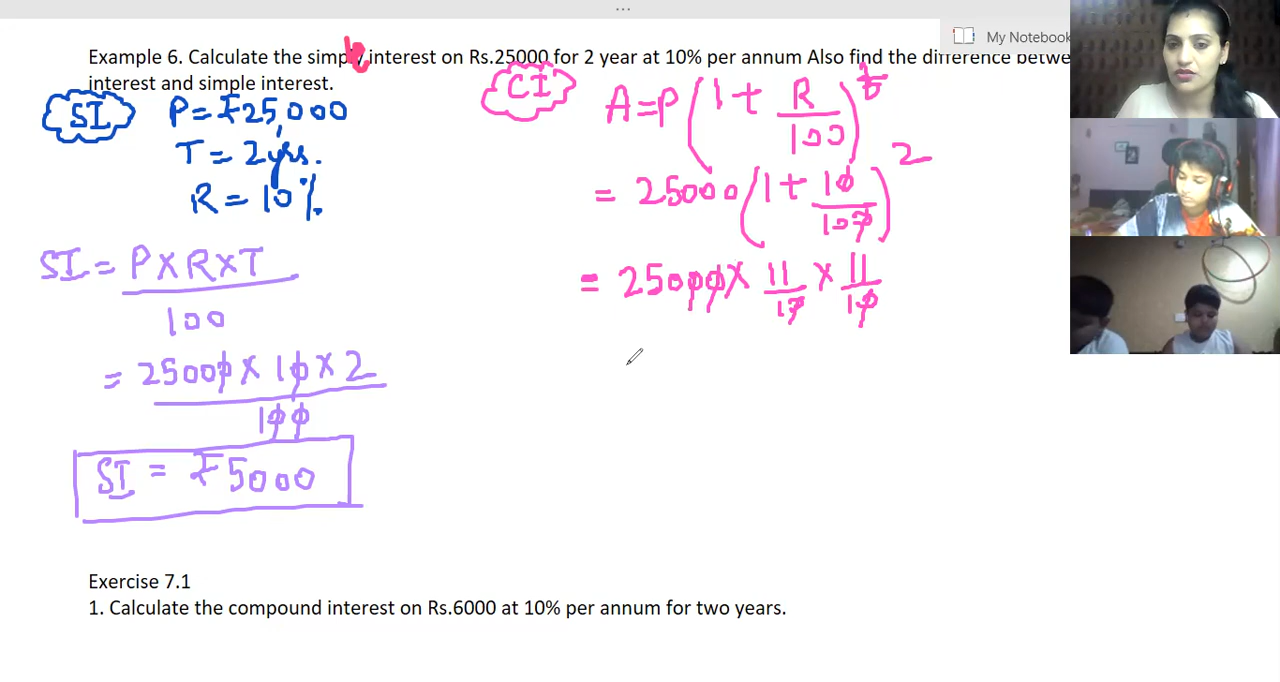 ...
My Notebook
Example 6. Calculate the simply interest on Rs.25000 for 2 year at 10% per annum Also find the difference betwe
interest and simple interest.
SI
P = ₹25,000
T = 2yrs.
R = 10%
SI = P X R X T
100
= 25000 X 10 X 2
100
SI = ₹5000
CI
A = P ( 1 + R/100 )^t
= 25000 ( 1 + 10/100 )^2
= 25000 X 11/10 X 11/10
Exercise 7.1
1. Calculate the compound interest on Rs.6000 at 10% per annum for two years.